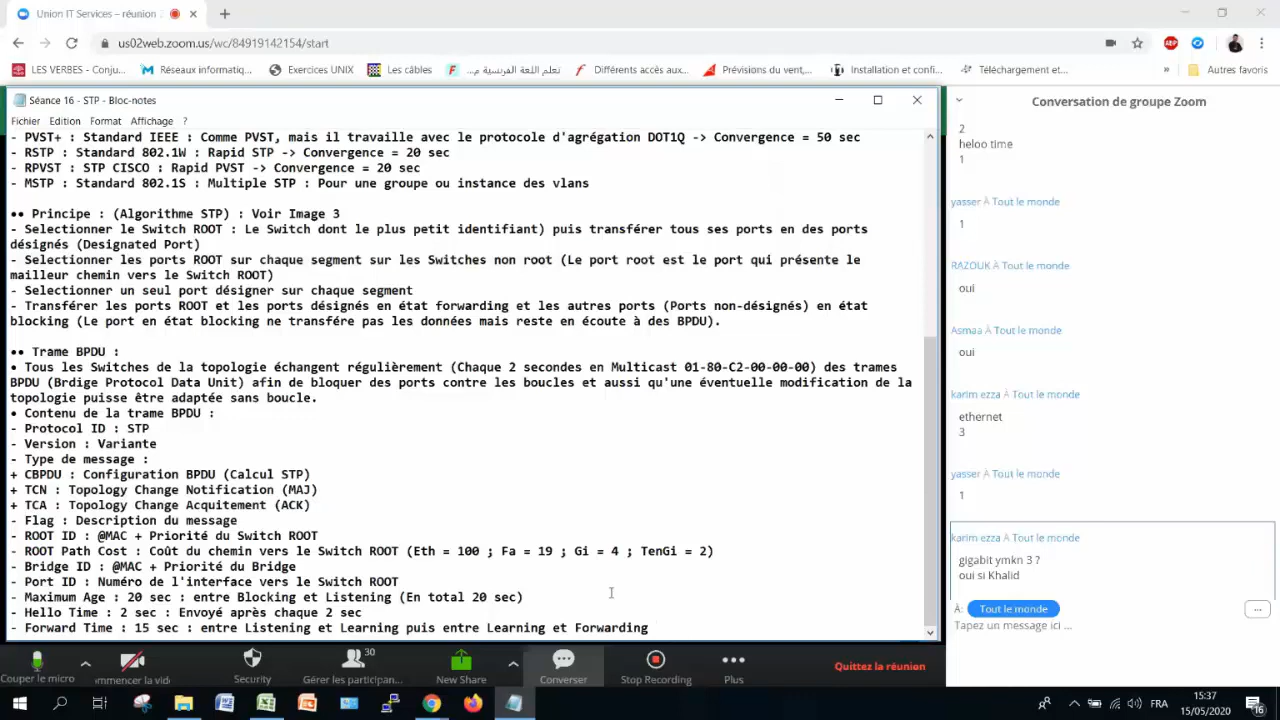 Union IT Services – réunion
us02web.zoom.us/wc/84919142154/start
LES VERBES - Conju...
Réseaux informatiq...
Exercices UNIX
Les câbles
تعلم اللغة الفرنسية م...
Différents accès aux...
Prévisions du vent,...
Installation et confi...
Téléchargement et...
»
Autres favoris
Séance 16 - STP - Bloc-notes
Fichier Edition Format Affichage ?
- PVST+ : Standard IEEE : Comme PVST, mais il travaille avec le protocole d'agrégation DOT1Q -> Convergence = 50 sec
- RSTP : Standard 802.1W : Rapid STP -> Convergence = 20 sec
- RPVST : STP CISCO : Rapid PVST -> Convergence = 20 sec
- MSTP : Standard 802.1S : Multiple STP : Pour une groupe ou instance des vlans
•• Principe : (Algorithme STP) : Voir Image 3
- Selectionner le Switch ROOT : Le Switch dont le plus petit identifiant) puis transférer tous ses ports en des ports
désignés (Designated Port)
- Selectionner les ports ROOT sur chaque segment sur les Switches non root (Le port root est le port qui présente le
mailleur chemin vers le Switch ROOT)
- Selectionner un seul port désigner sur chaque segment
- Transférer les ports ROOT et les ports désignés en état forwarding et les autres ports (Ports non-désignés) en état
blocking (Le port en état blocking ne transfére pas les données mais reste en écoute à des BPDU).
•• Trame BPDU :
• Tous les Switches de la topologie échangent régulièrement (Chaque 2 secondes en Multicast 01-80-C2-00-00-00) des trames
BPDU (Brdige Protocol Data Unit) afin de bloquer des ports contre les boucles et aussi qu'une éventuelle modification de la
topologie puisse être adaptée sans boucle.
• Contenu de la trame BPDU :
- Protocol ID : STP
- Version : Variante
- Type de message :
+ CBPDU : Configuration BPDU (Calcul STP)
+ TCN : Topology Change Notification (MAJ)
+ TCA : Topology Change Acquitement (ACK)
- Flag : Description du message
- ROOT ID : @MAC + Priorité du Switch ROOT
- ROOT Path Cost : Coût du chemin vers le Switch ROOT (Eth = 100 ; Fa = 19 ; Gi = 4 ; TenGi = 2)
- Bridge ID : @MAC + Priorité du Bridge
- Port ID : Numéro de l'interface vers le Switch ROOT
- Maximum Age : 20 sec : entre Blocking et Listening (En total 20 sec)
- Hello Time : 2 sec : Envoyé après chaque 2 sec
- Forward Time : 15 sec : entre Listening et Learning puis entre Learning et Forwarding
Conversation de groupe Zoom
2
heloo time
1
yasser À Tout le monde
1
RAZOUK À Tout le monde
oui
Asmaa À Tout le monde
oui
karim ezza À Tout le monde
ethernet
3
yasser À Tout le monde
1
karim ezza À Tout le monde
gigabit ymkn 3 ?
oui si Khalid
À: Tout le monde
...
Tapez un message ici ...
Couper le micro
mmencer la vid
Security
30
Gérer les participan...
New Share
Converser
Stop Recording
Plus
Quittez la réunion
FRA
15:37
15/05/2020
16